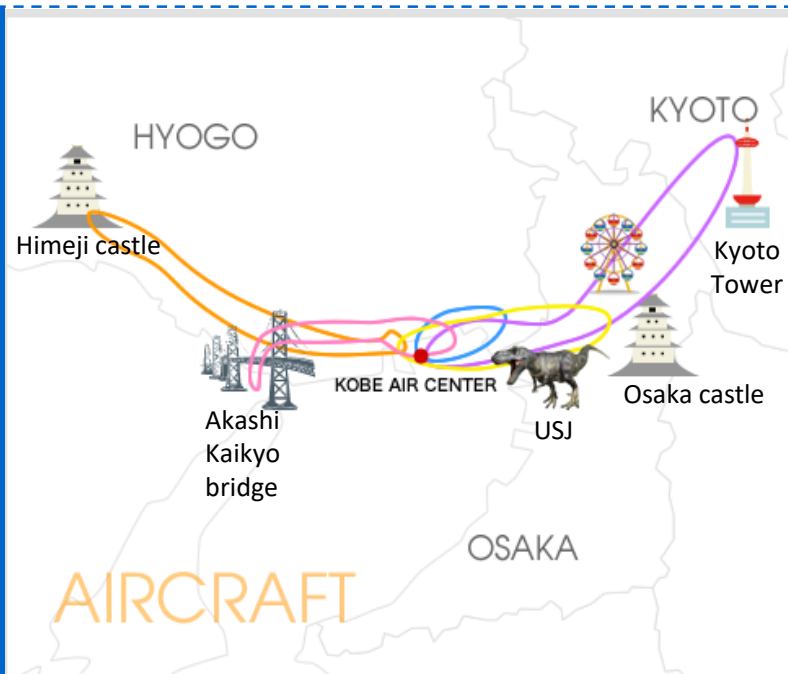 KYOTO
HYOGO
Himeji castle
Kyoto
Tower
KOBE AIR CENTER
Osaka castle
Akashi
Kaikyo
bridge
USJ
OSAKA
AIRCRAFT